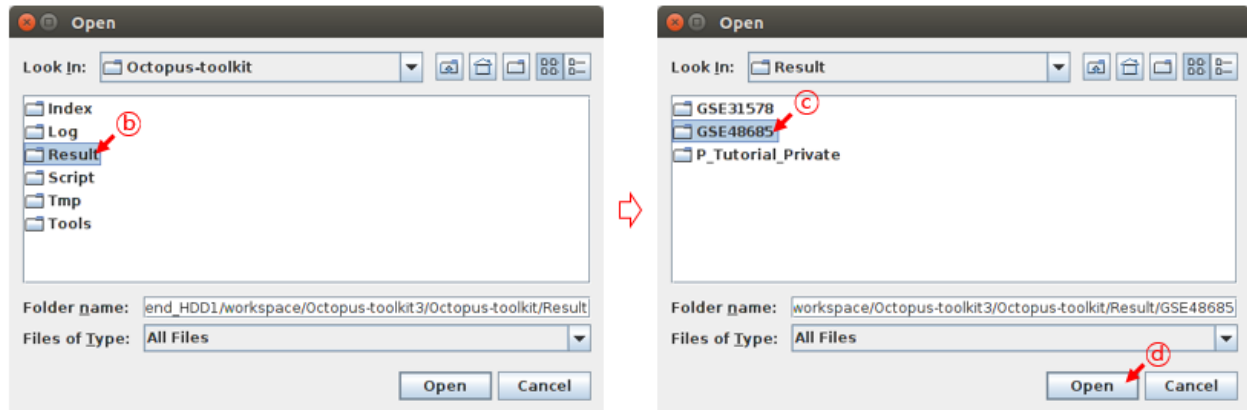 Open
Look In: Octopus-toolkit
Index
ⓑ
Log
Result
Script
Tmp
Tools
Folder name: end_HDD1/workspace/Octopus-toolkit3/Octopus-toolkit/Result
Files of Type: All Files
Open Cancel
Open
Look In: Result
GSE31578
ⓒ
GSE48685
P_Tutorial_Private
Folder name: workspace/Octopus-toolkit3/Octopus-toolkit/Result/GSE48685
Files of Type: All Files
ⓓ
Open Cancel